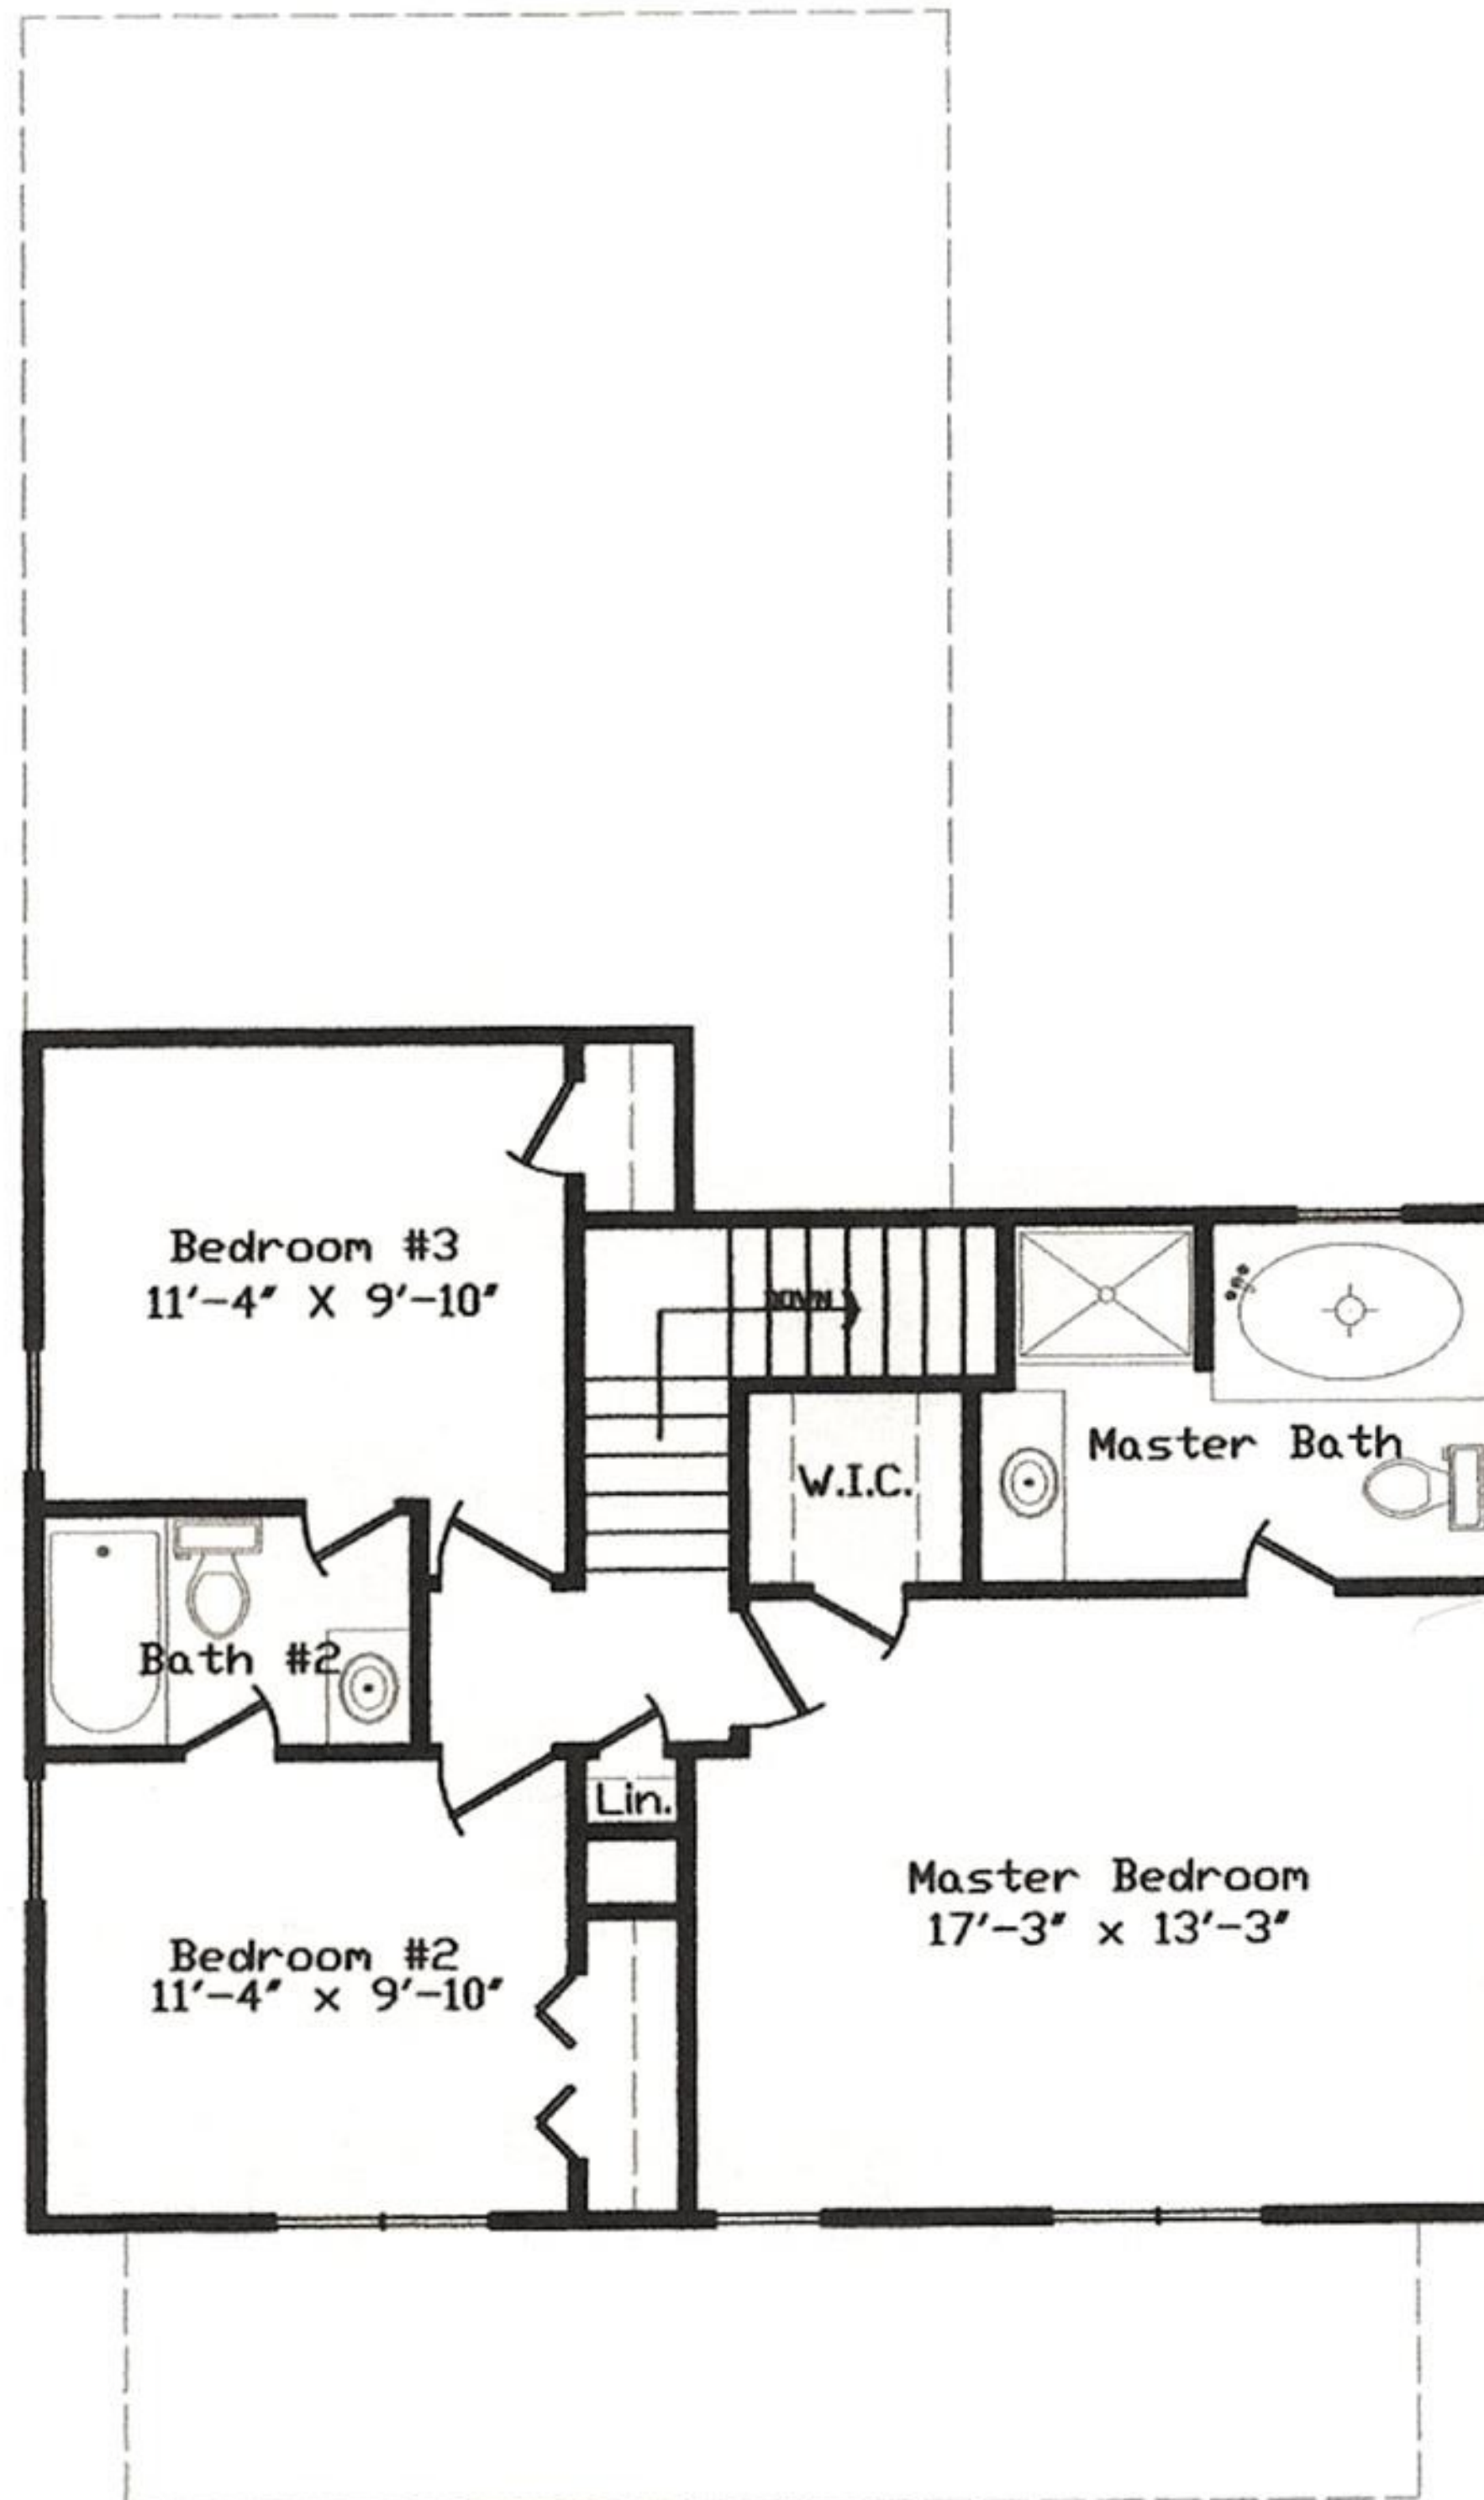 Bedroom #3
11'-4" X 9'-10"
DOWN
W.I.C.
Master Bath
Bath #2
Lin.
Master Bedroom
17'-3" x 13'-3"
Bedroom #2
11'-4" x 9'-10"